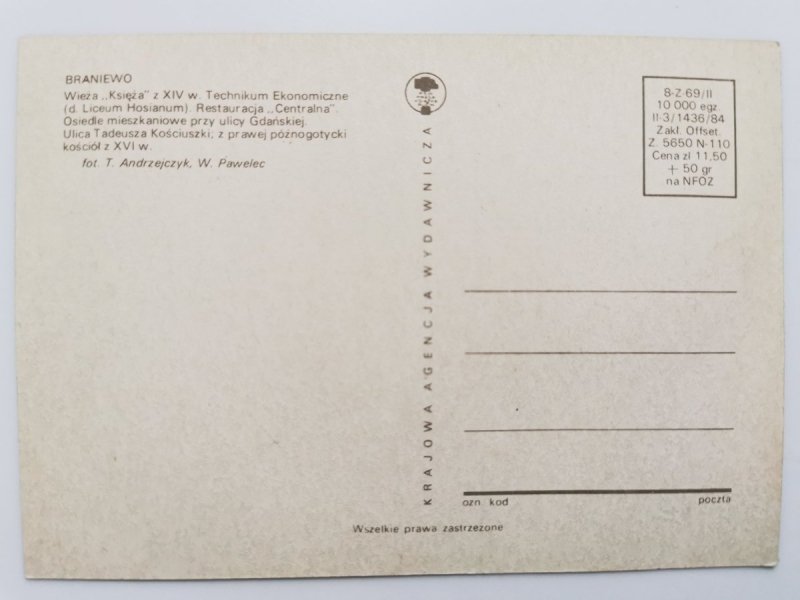 BRANIEWO
Wieża ,,Księża" z XIV w. Technikum Ekonomiczne
(d. Liceum Hosianum). Restauracja ,,Centralna".
Osiedle mieszkaniowe przy ulicy Gdańskiej.
Ulica Tadeusza Kościuszki; z prawej późnogotycki
kościół z XVI w.
fot. T. Andrzejczyk, W. Pawelec
KRAJOWA AGENCJA WYDAWNICZA
8-Z-69/II
10 000 egz.
II-3/1436/84
Zakł. Offset.
Z. 5650 N-110
Cena zł 11,50
+ 50 gr
na NFOZ
ozn. kod poczta
Wszelkie prawa zastrzeżone